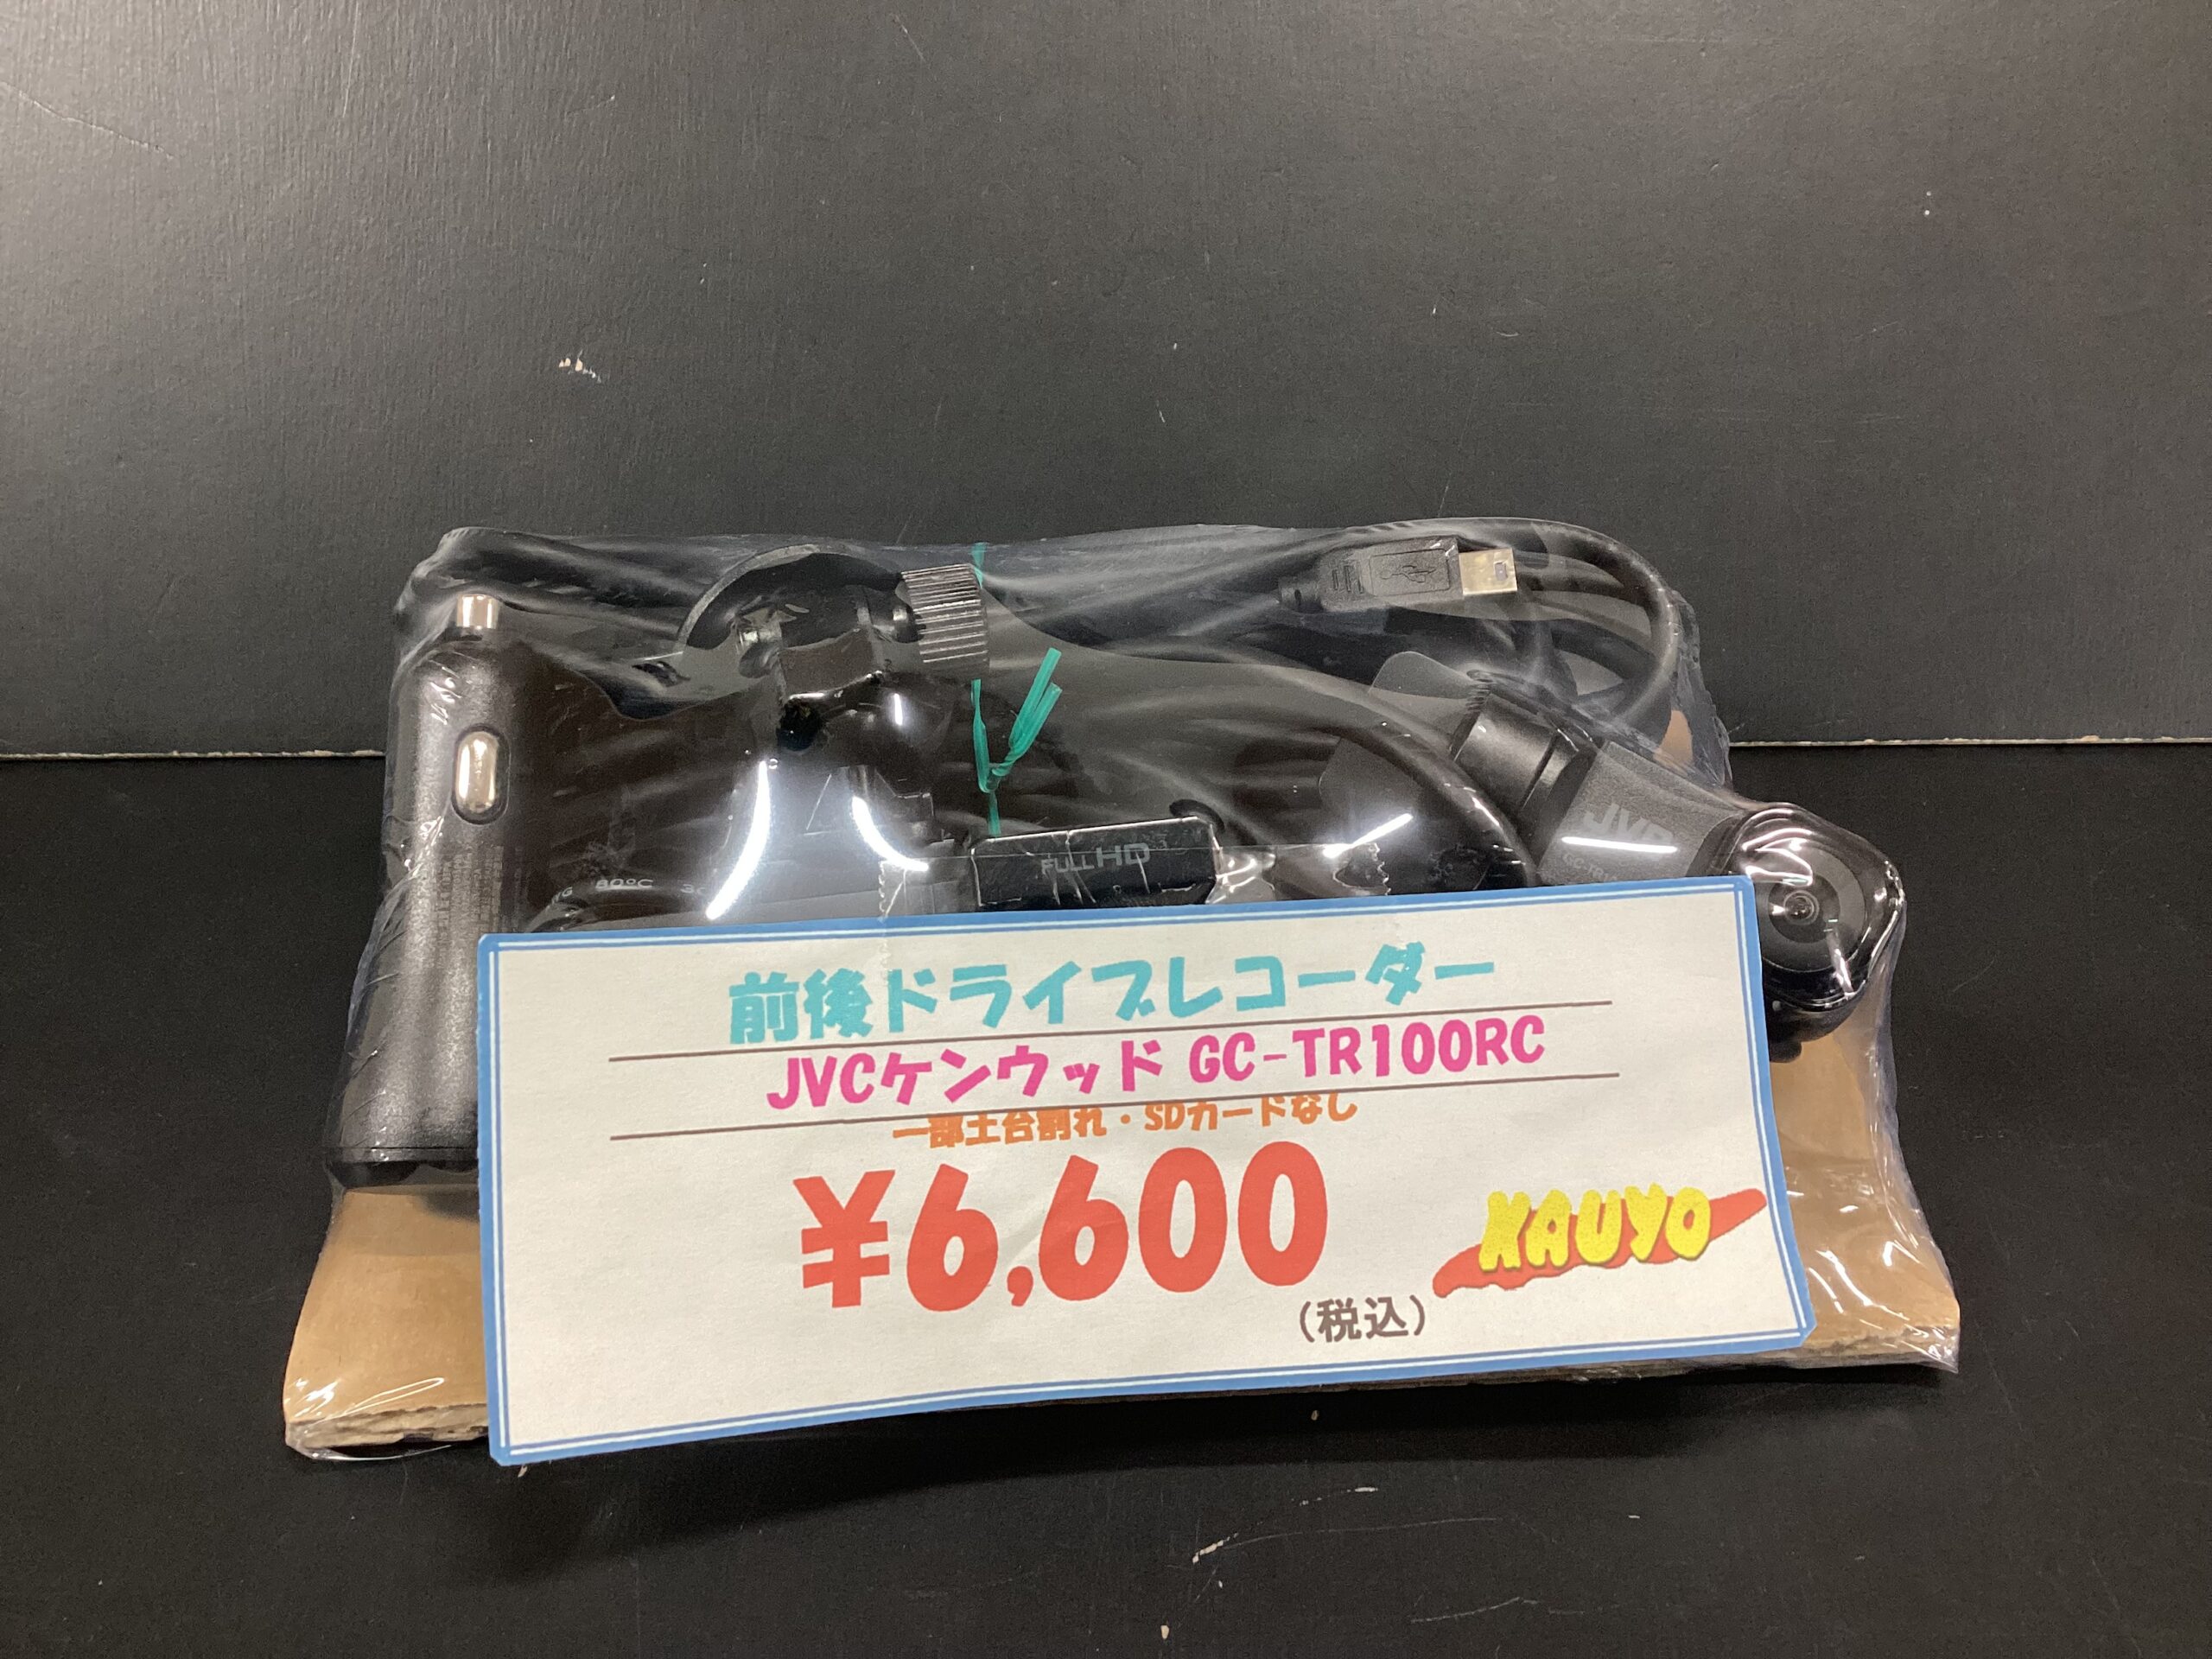 FULL HD
80°C
JVC
前後ドライブレコーダー
JVCケンウッド GC-TR100RC
一部土台割れ・SDカードなし
¥6,600
(税込)
KAUYO